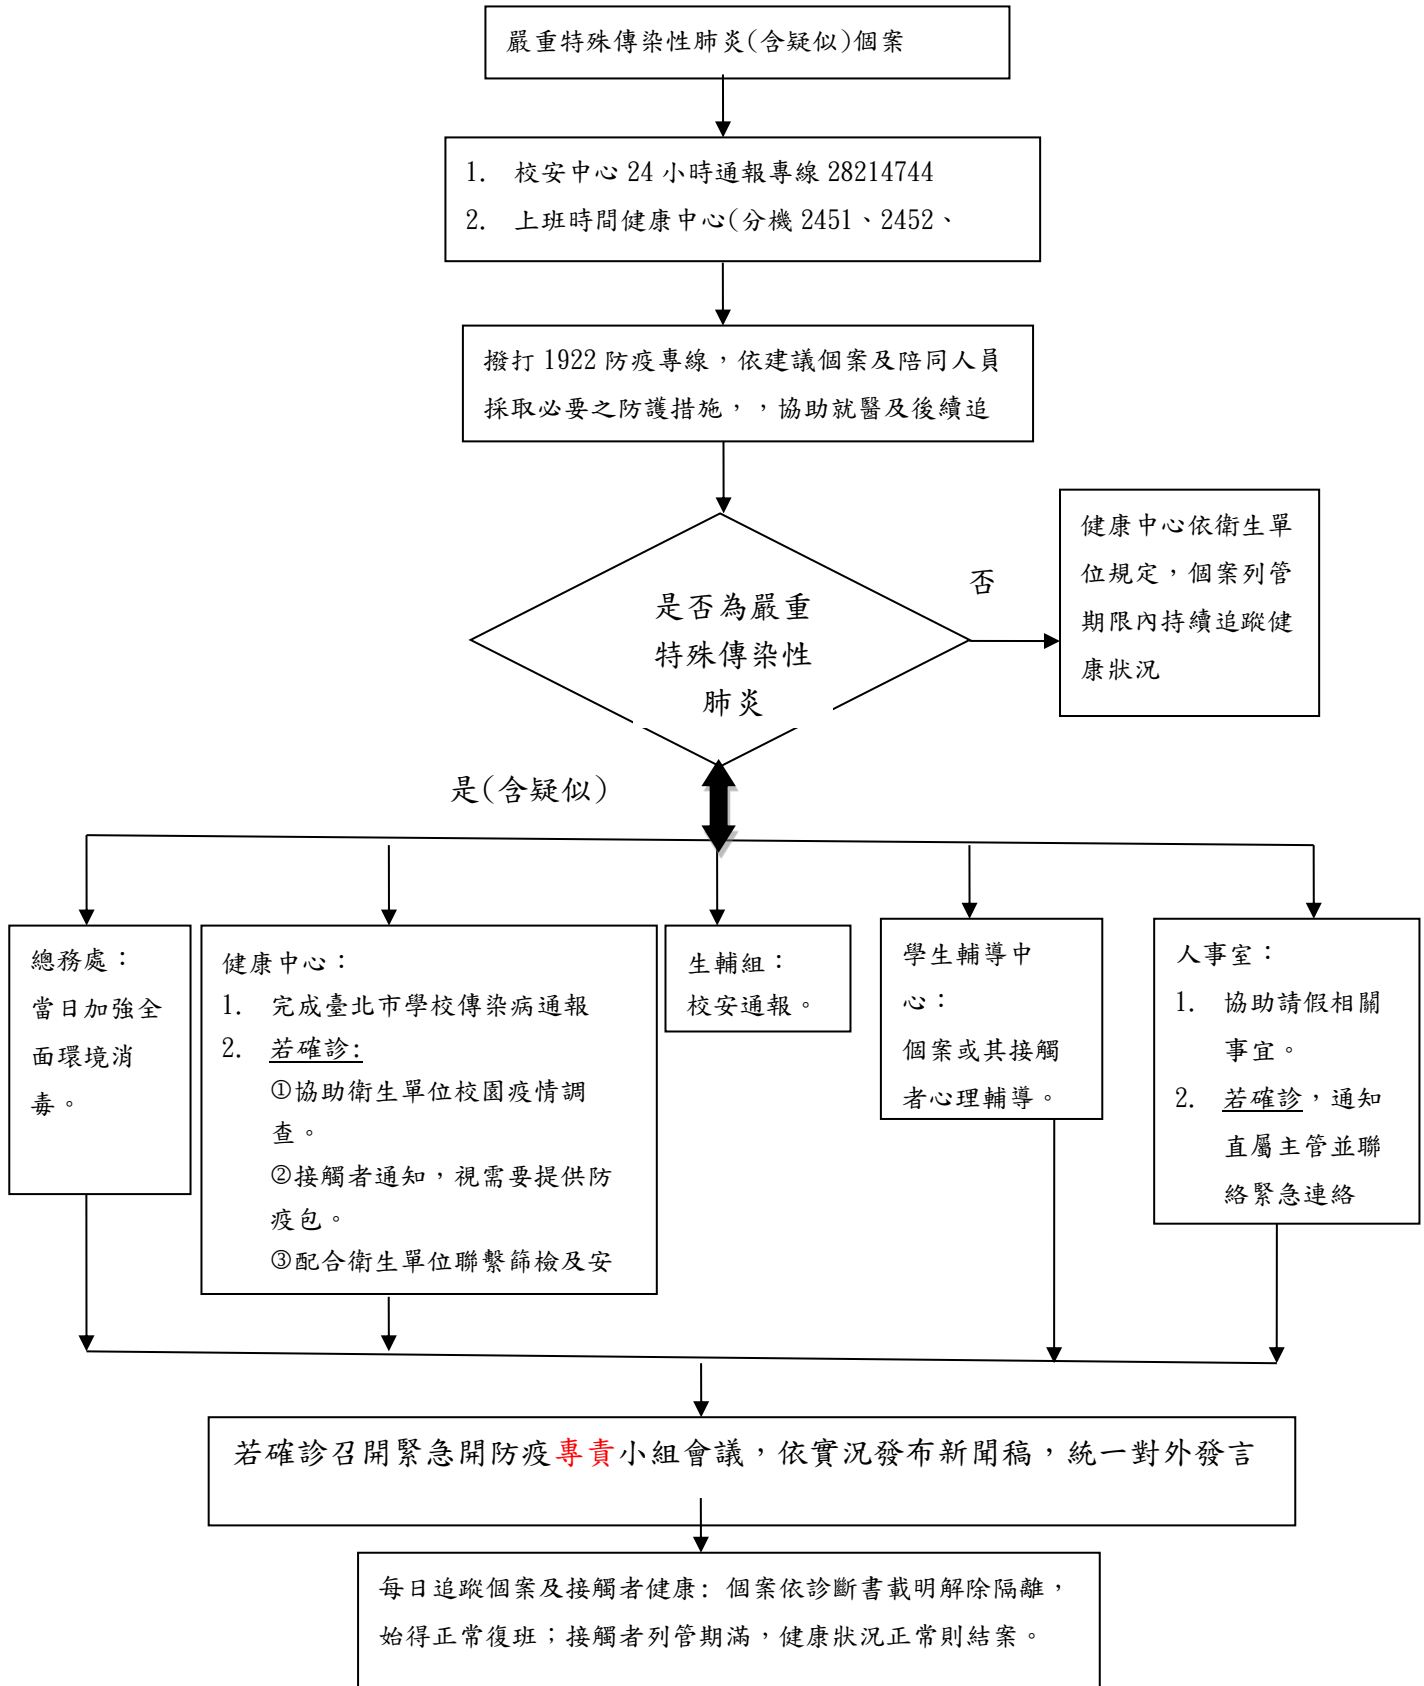 嚴重特殊傳染性肺炎(含疑似)個案
1. 校安中心 24 小時通報專線 28214744
2. 上班時間健康中心(分機 2451、2452、
撥打 1922 防疫專線，依建議個案及陪同人員
採取必要之防護措施，，協助就醫及後續追
是否為嚴重
特殊傳染性
肺炎
否
健康中心依衛生單
位規定，個案列管
期限內持續追蹤健
康狀況
是(含疑似)
總務處：
當日加強全
面環境消
毒。
健康中心：
1. 完成臺北市學校傳染病通報
2. 若確診:
①協助衛生單位校園疫情調
查。
②接觸者通知，視需要提供防
疫包。
③配合衛生單位聯繫篩檢及安
生輔組：
校安通報。
學生輔導中
心：
個案或其接觸
者心理輔導。
人事室：
1. 協助請假相關
事宜。
2. 若確診，通知
直屬主管並聯
絡緊急連絡
若確診召開緊急開防疫專責小組會議，依實況發布新聞稿，統一對外發言
每日追蹤個案及接觸者健康: 個案依診斷書載明解除隔離，
始得正常復班；接觸者列管期滿，健康狀況正常則結案。